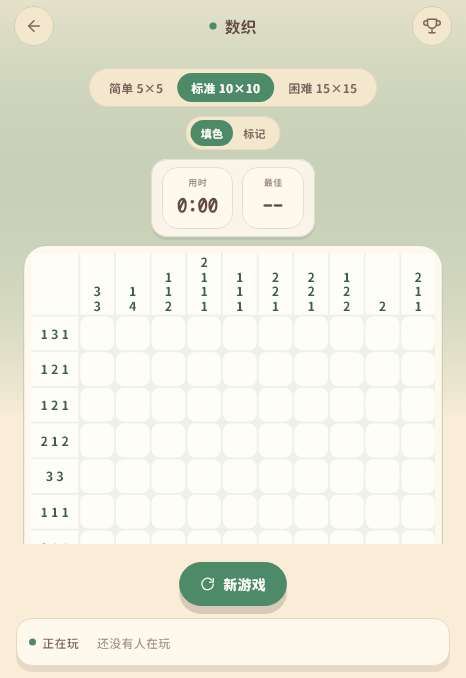 数织
简单 5×5 标准 10×10 困难 15×15
填色 标记
用时 最佳
0:00 --
2
1 1 1 2 2 1 2
3 1 1 1 1 2 2 2 1
3 4 2 1 1 1 1 2 2 1
1 3 1
1 2 1
1 2 1
2 1 2
3 3
1 1 1
新游戏
正在玩 还没有人在玩